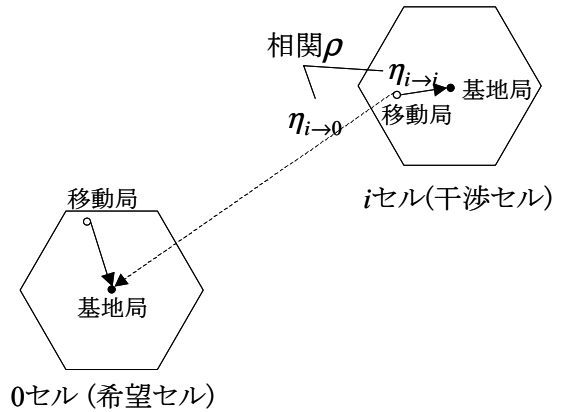 相関ρ
η_{i→i}
基地局
移動局
η_{i→0}
iセル(干渉セル)
移動局
基地局
0セル (希望セル)